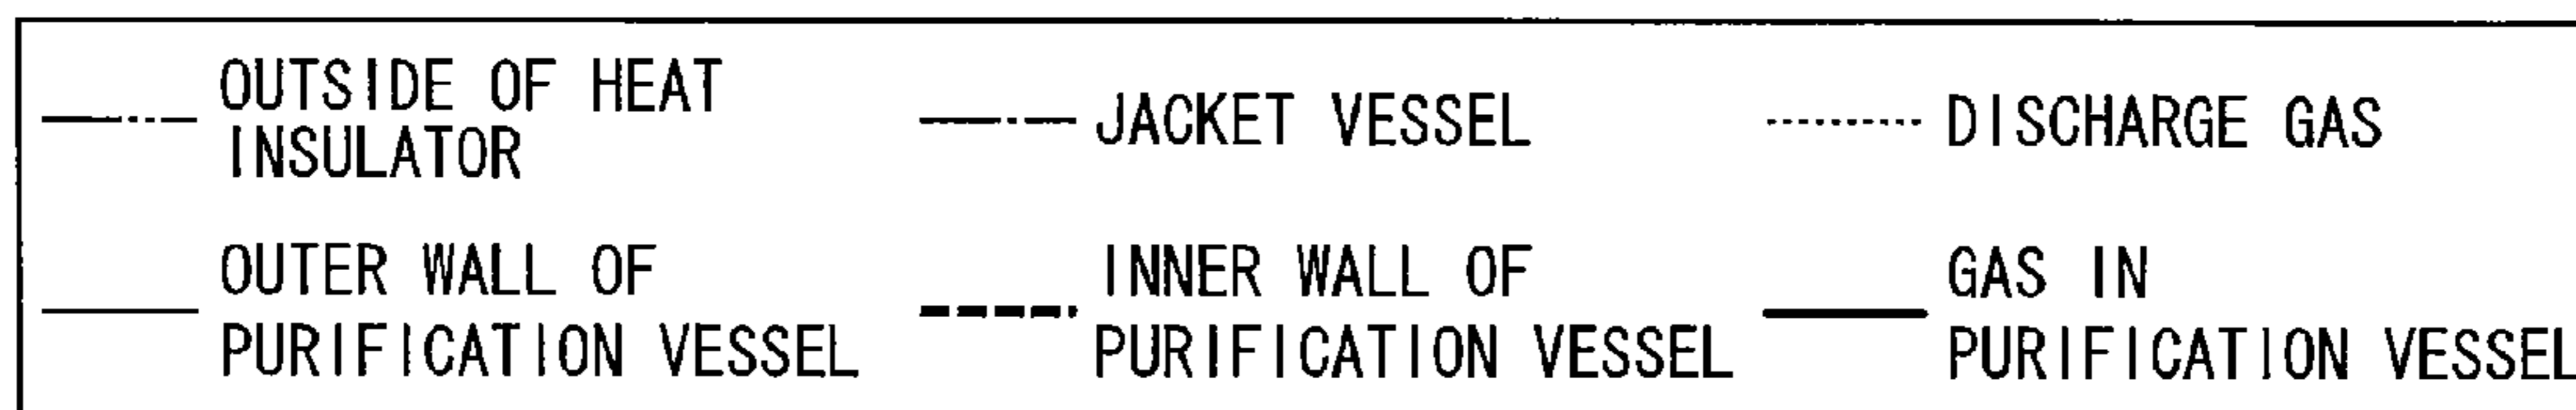 OUTSIDE OF HEAT
INSULATOR
JACKET VESSEL
DISCHARGE GAS
OUTER WALL OF
PURIFICATION VESSEL
INNER WALL OF
PURIFICATION VESSEL
GAS IN
PURIFICATION VESSEL